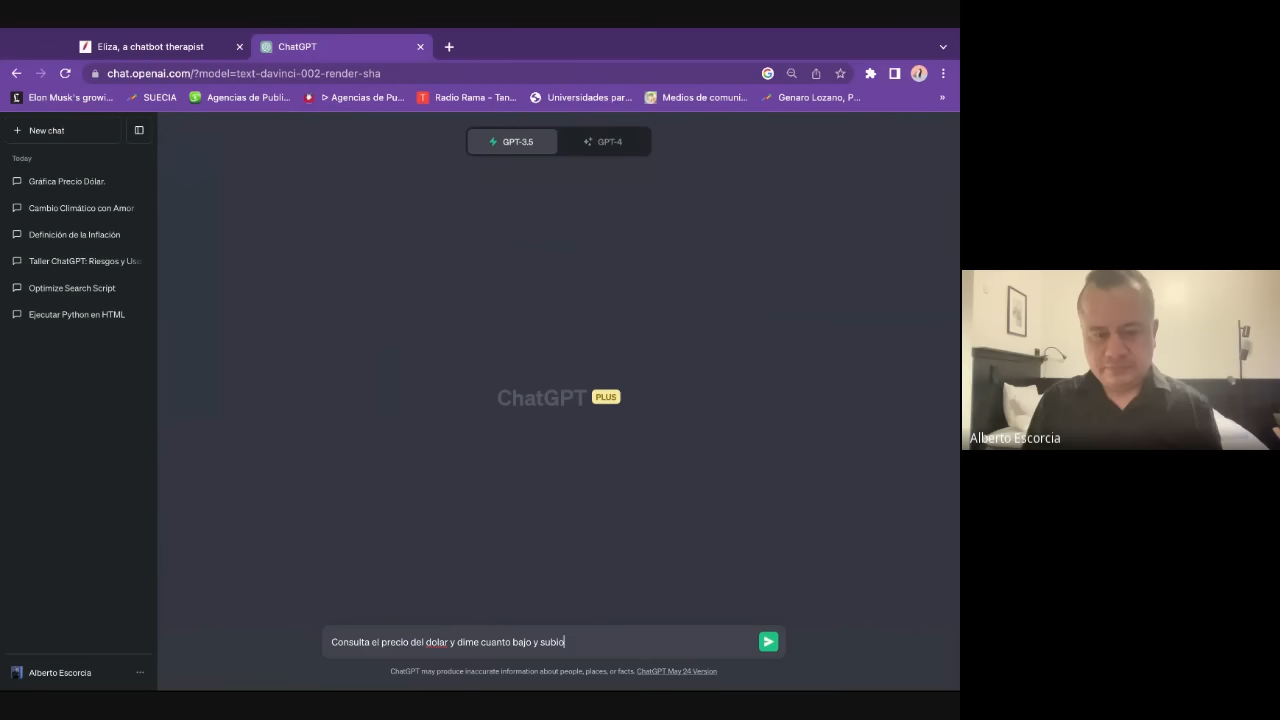 Eliza, a chatbot therapist
ChatGPT
chat.openai.com/?model=text-davinci-002-render-sha
Elon Musk's growi...
SUECIA
Agencias de Publi...
▷ Agencias de Pu...
Radio Rama – Tan...
Universidades par...
Medios de comuni...
Genaro Lozano, P...
»
New chat
GPT-3.5
GPT-4
Today
Gráfica Precio Dólar.
Cambio Climático con Amor
Definición de la Inflación
Taller ChatGPT: Riesgos y Us
Optimize Search Script
Ejecutar Python en HTML
ChatGPT PLUS
Alberto Escorcia
Consulta el precio del dolar y dime cuanto bajo y subio
ChatGPT may produce inaccurate information about people, places, or facts. ChatGPT May 24 Version
Alberto Escorcia